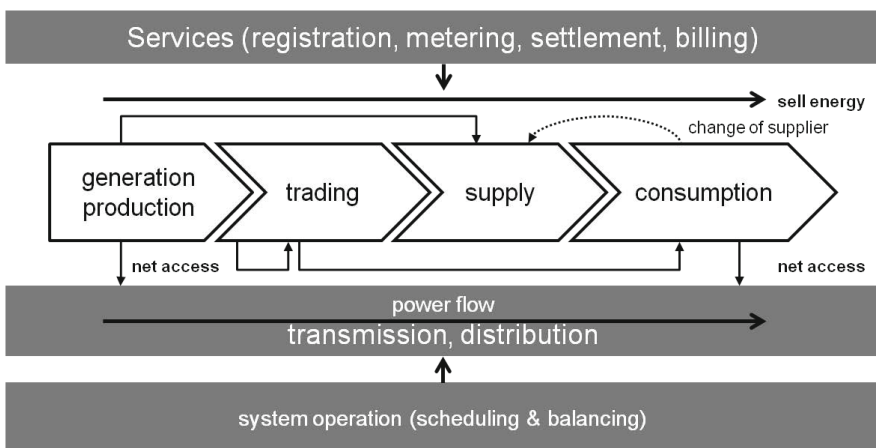 Services (registration, metering, settlement, billing)
sell energy
change of supplier
generation
production
trading
supply
consumption
net access
net access
power flow
transmission, distribution
system operation (scheduling & balancing)